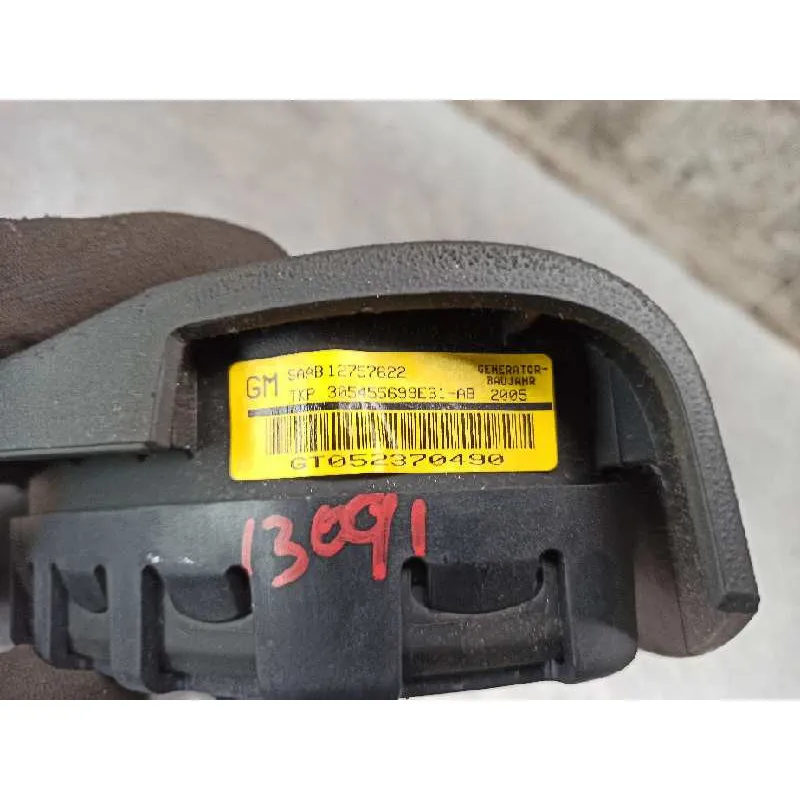 GM SAAB 12757622 GENERATOR-
BAUJAHR
TKP 305455699E31-AB 2005
GT052370490
13091